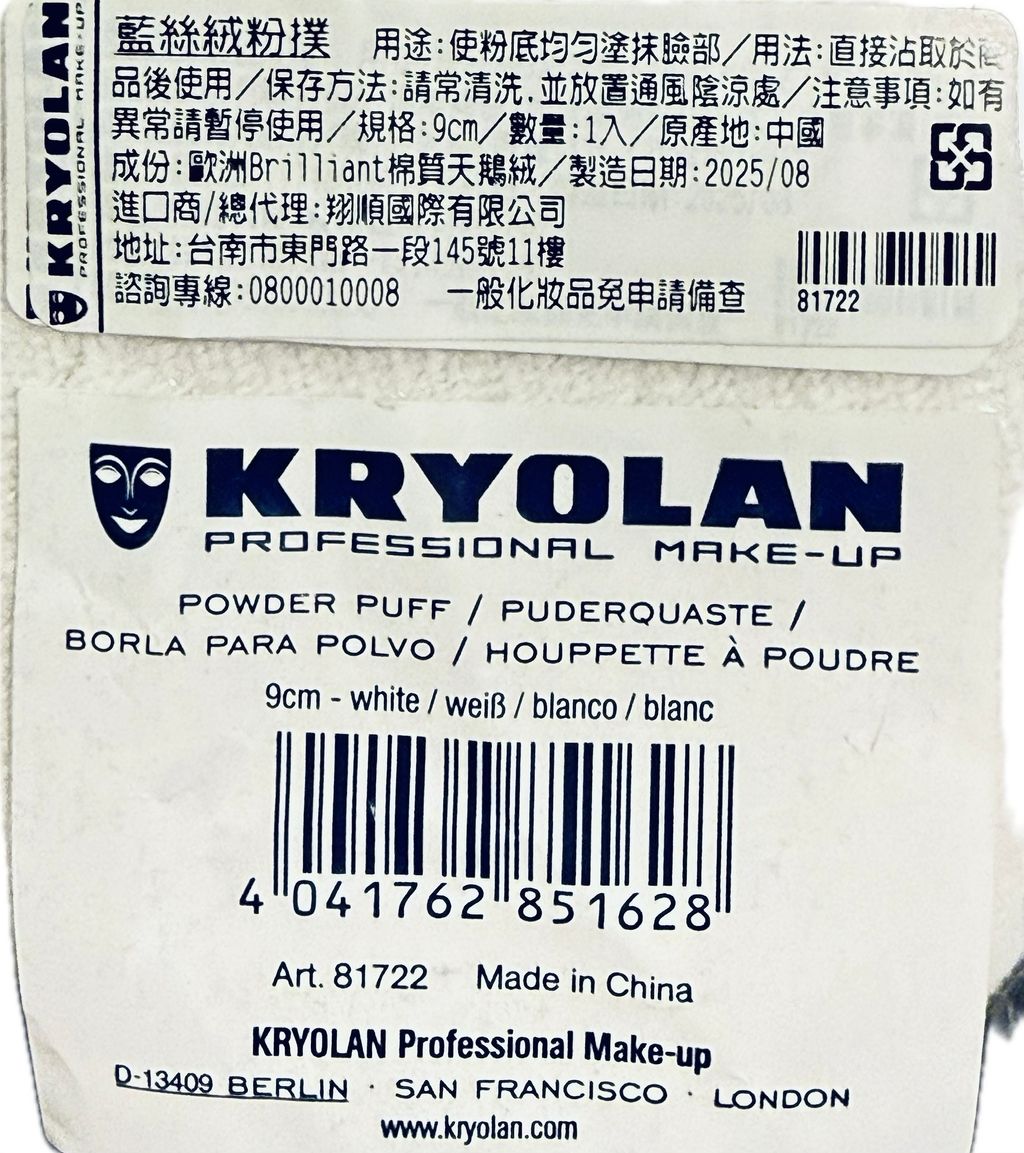 KRYOLAN
PROFESSIONAL MAKE-UP
藍絲絨粉撲 用途:使粉底均勻塗抹臉部/用法:直接沾取於
品後使用/保存方法:請常清洗,並放置通風陰涼處/注意事項:如有
異常請暫停使用/規格:9cm/數量:1入/原產地:中國
成份:歐洲Brilliant棉質天鵝絨/製造日期:2025/08
進口商/總代理:翔順國際有限公司
地址:台南市東門路一段145號11樓
諮詢專線:0800010008 一般化妝品免申請備查
81722
KRYOLAN
PROFESSIONAL MAKE-UP
POWDER PUFF / PUDERQUASTE /
BORLA PARA POLVO / HOUPPETTE À POUDRE
9cm - white / weiß / blanco / blanc
4 041762 851628
Art. 81722 Made in China
KRYOLAN Professional Make-up
D-13409 BERLIN · SAN FRANCISCO · LONDON
www.kryolan.com